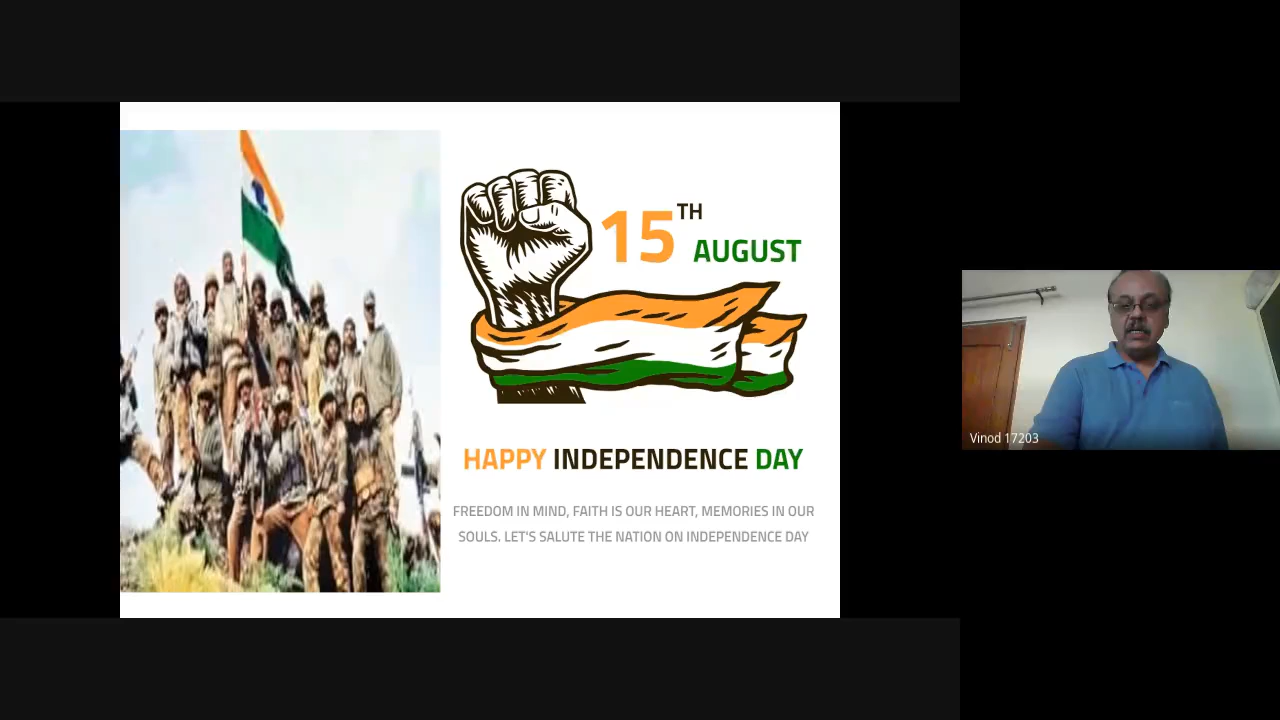 15TH
AUGUST
HAPPY INDEPENDENCE DAY
FREEDOM IN MIND, FAITH IS OUR HEART, MEMORIES IN OUR
SOULS. LET'S SALUTE THE NATION ON INDEPENDENCE DAY
Vinod 17203